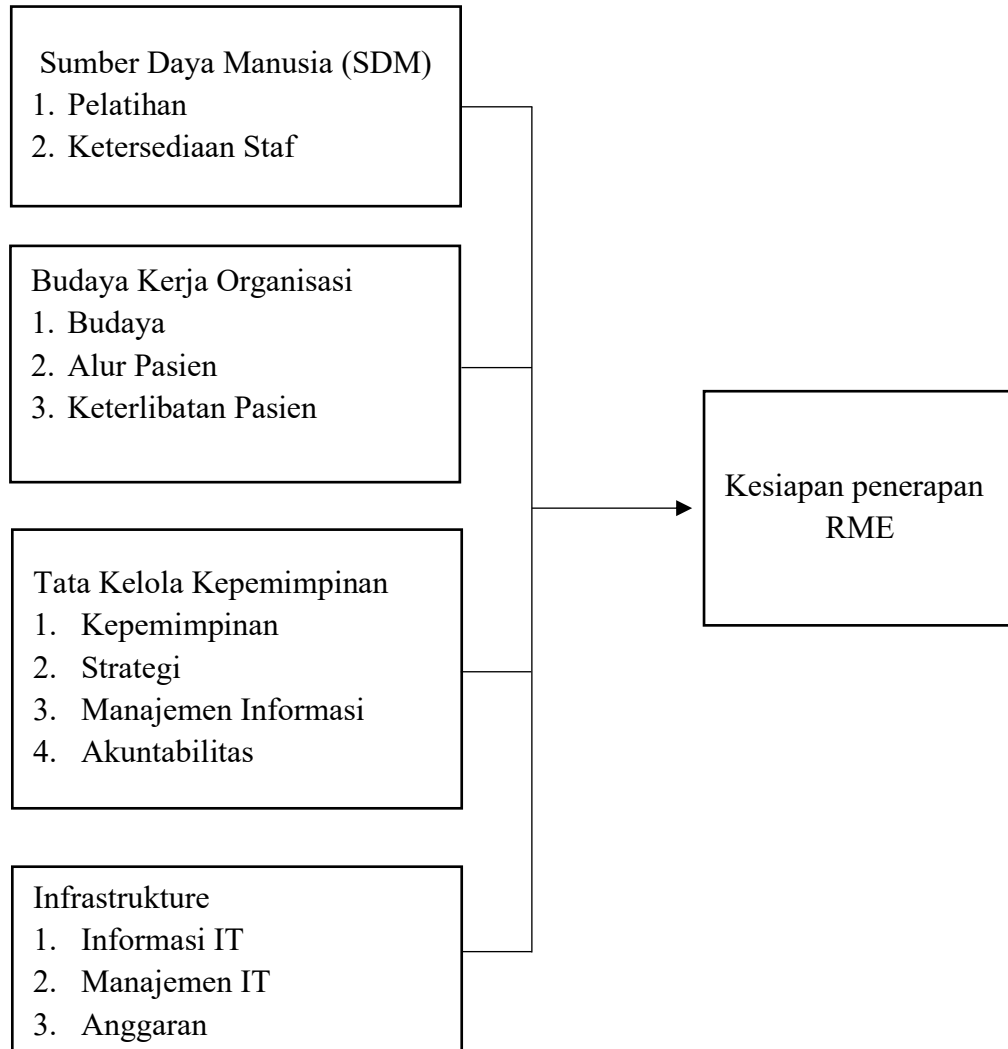 Sumber Daya Manusia (SDM)
1. Pelatihan
2. Ketersediaan Staf
Budaya Kerja Organisasi
1. Budaya
2. Alur Pasien
3. Keterlibatan Pasien
Tata Kelola Kepemimpinan
1. Kepemimpinan
2. Strategi
3. Manajemen Informasi
4. Akuntabilitas
Infrastrukture
1. Informasi IT
2. Manajemen IT
3. Anggaran
Kesiapan penerapan
RME